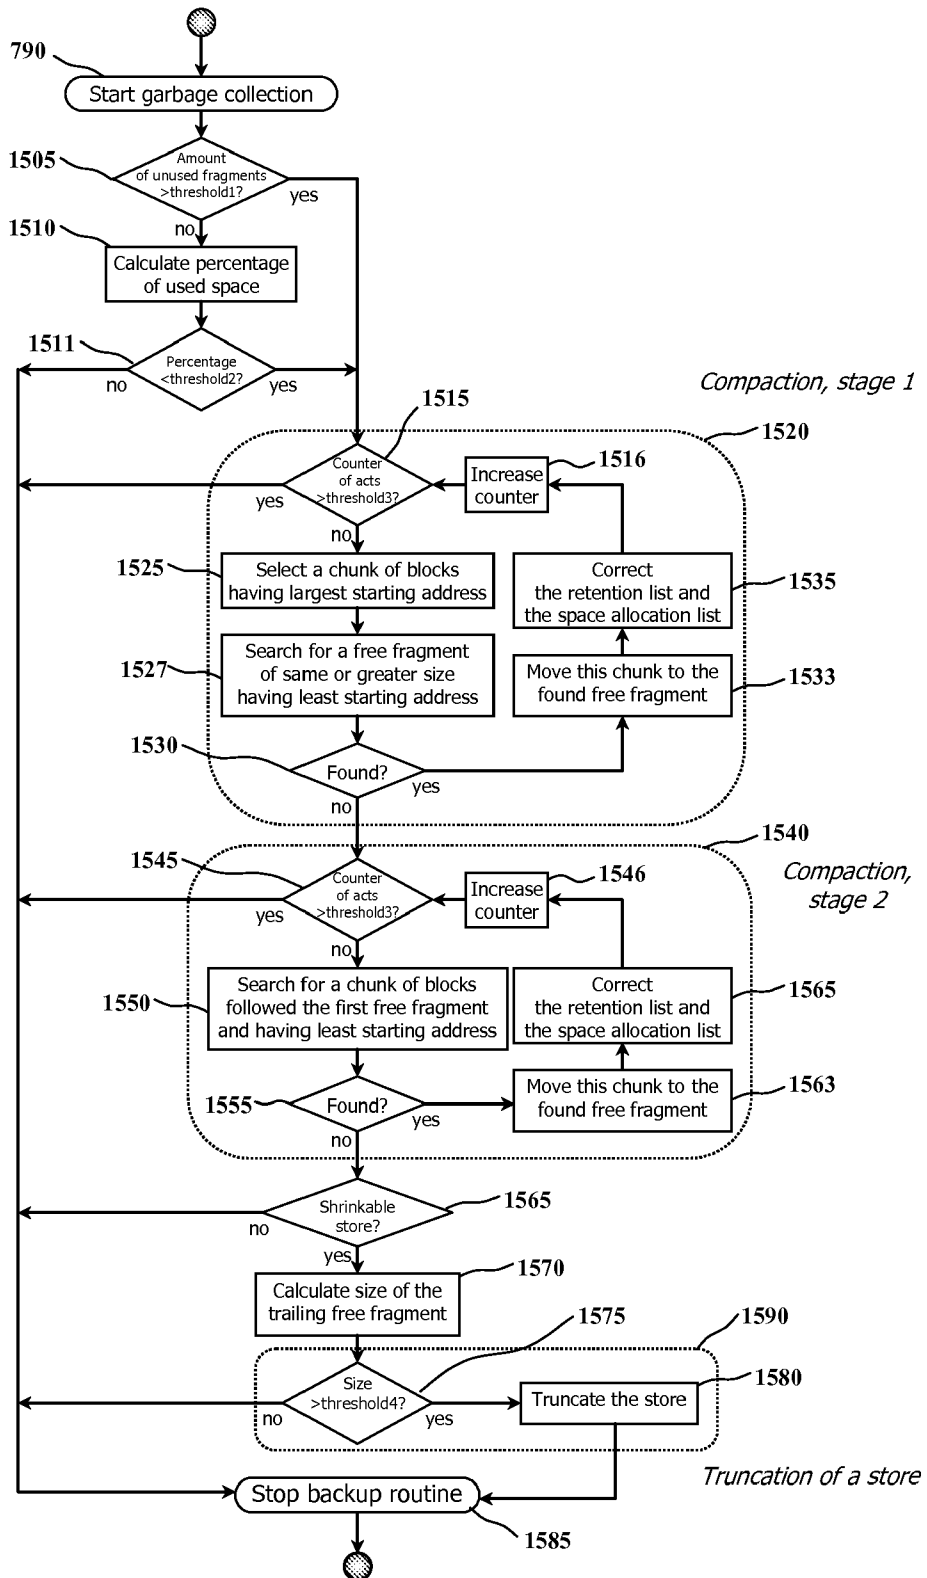 790
Start garbage collection
1505
Amount
of unused fragments
>threshold1?
yes
no
1510
Calculate percentage
of used space
1511
Percentage
<threshold2?
no
yes
Compaction, stage 1
1515
1520
Counter
of acts
>threshold3?
yes
no
Increase
counter
1516
1525
Select a chunk of blocks
having largest starting address
Correct
the retention list and
the space allocation list
1535
1527
Search for a free fragment
of same or greater size
having least starting address
Move this chunk to the
found free fragment
1533
1530
Found?
yes
no
1540
Compaction,
stage 2
1545
Counter
of acts
>threshold3?
yes
no
Increase
counter
1546
1550
Search for a chunk of blocks
followed the first free fragment
and having least starting address
Correct
the retention list and
the space allocation list
1565
1555
Found?
yes
no
Move this chunk to the
found free fragment
1563
Shrinkable
store?
1565
no
yes
Calculate size of the
trailing free fragment
1570
1575
1590
Size
>threshold4?
no
yes
Truncate the store
1580
Truncation of a store
Stop backup routine
1585